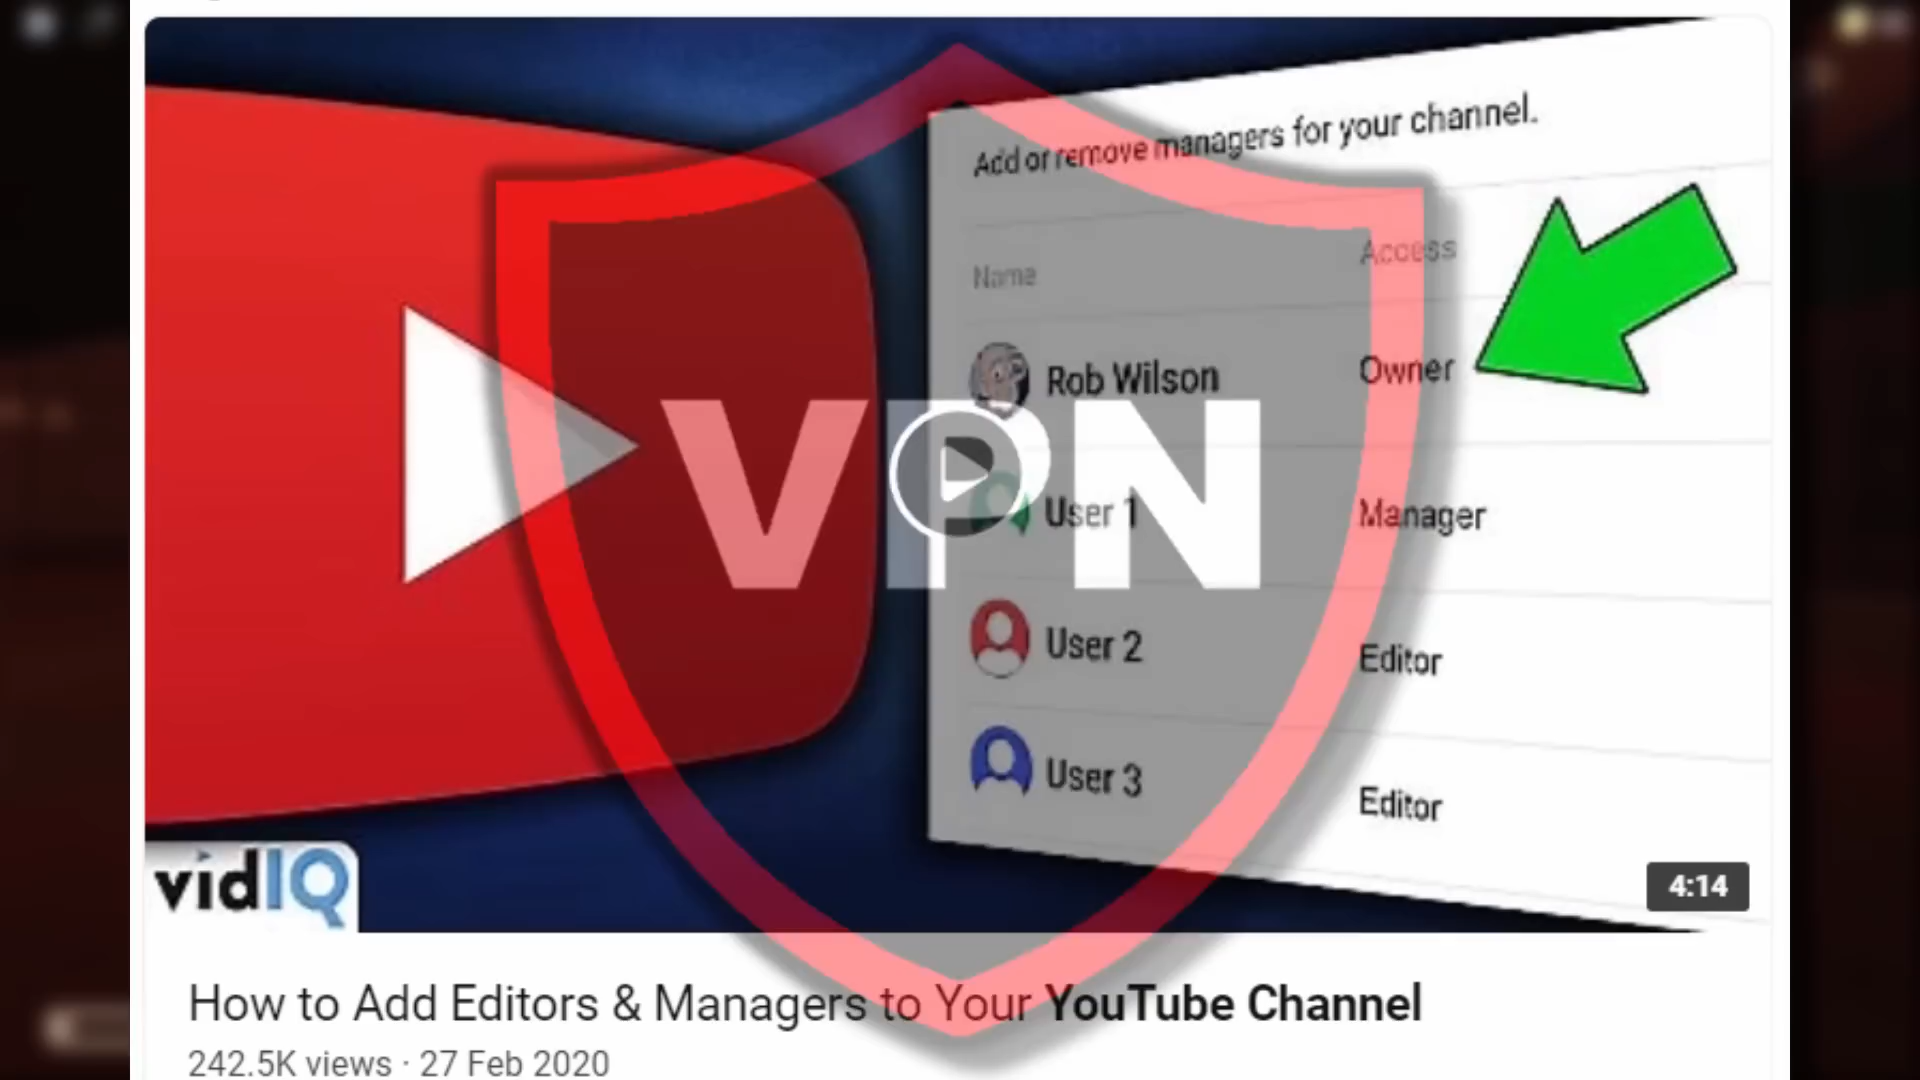 Add or remove managers for your channel.
Name Access
Rob Wilson Owner
VPN
User 1 Manager
User 2 Editor
User 3 Editor
vidIQ
4:14
How to Add Editors & Managers to Your YouTube Channel
242.5K views · 27 Feb 2020